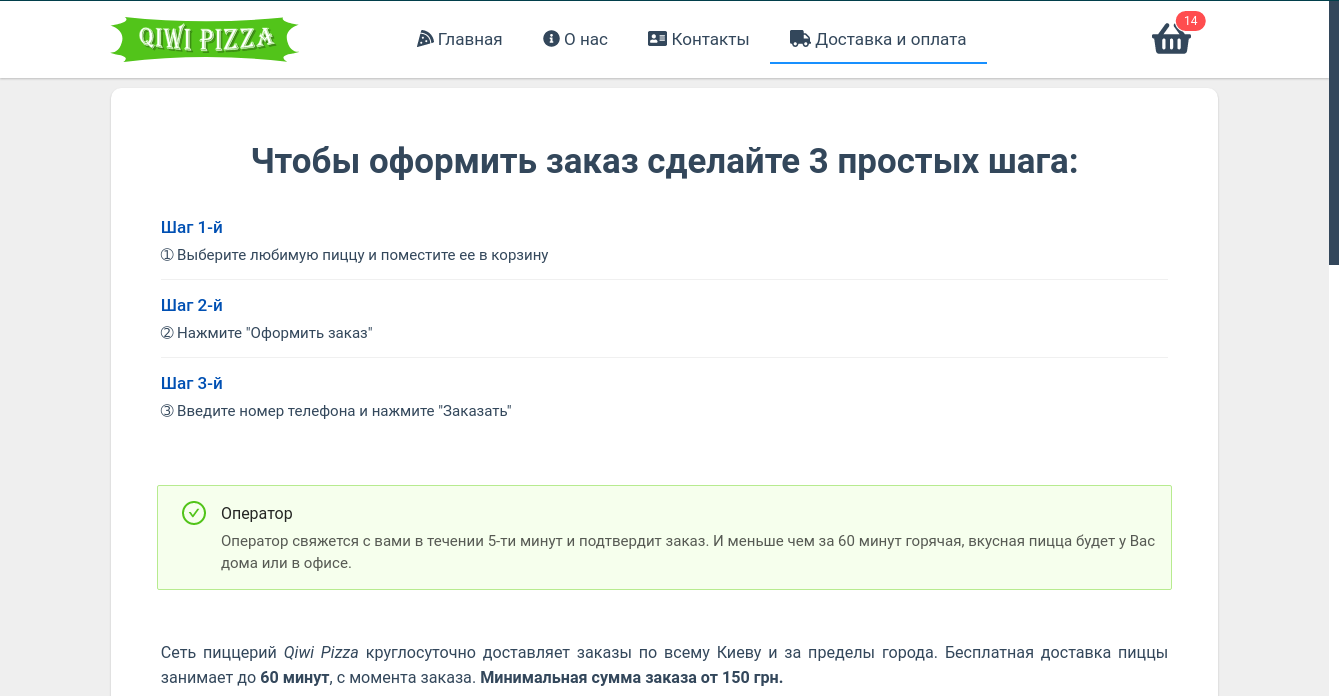 QIWI PIZZA
Главная
О нас
Контакты
Доставка и оплата
14
Чтобы оформить заказ сделайте 3 простых шага:
Шаг 1-й
➀ Выберите любимую пиццу и поместите ее в корзину
Шаг 2-й
➁ Нажмите "Оформить заказ"
Шаг 3-й
➂ Введите номер телефона и нажмите "Заказать"
Оператор
Оператор свяжется с вами в течении 5-ти минут и подтвердит заказ. И меньше чем за 60 минут горячая, вкусная пицца будет у Вас
дома или в офисе.
Сеть пиццерий Qiwi Pizza круглосуточно доставляет заказы по всему Киеву и за пределы города. Бесплатная доставка пиццы
занимает до 60 минут, с момента заказа. Минимальная сумма заказа от 150 грн.